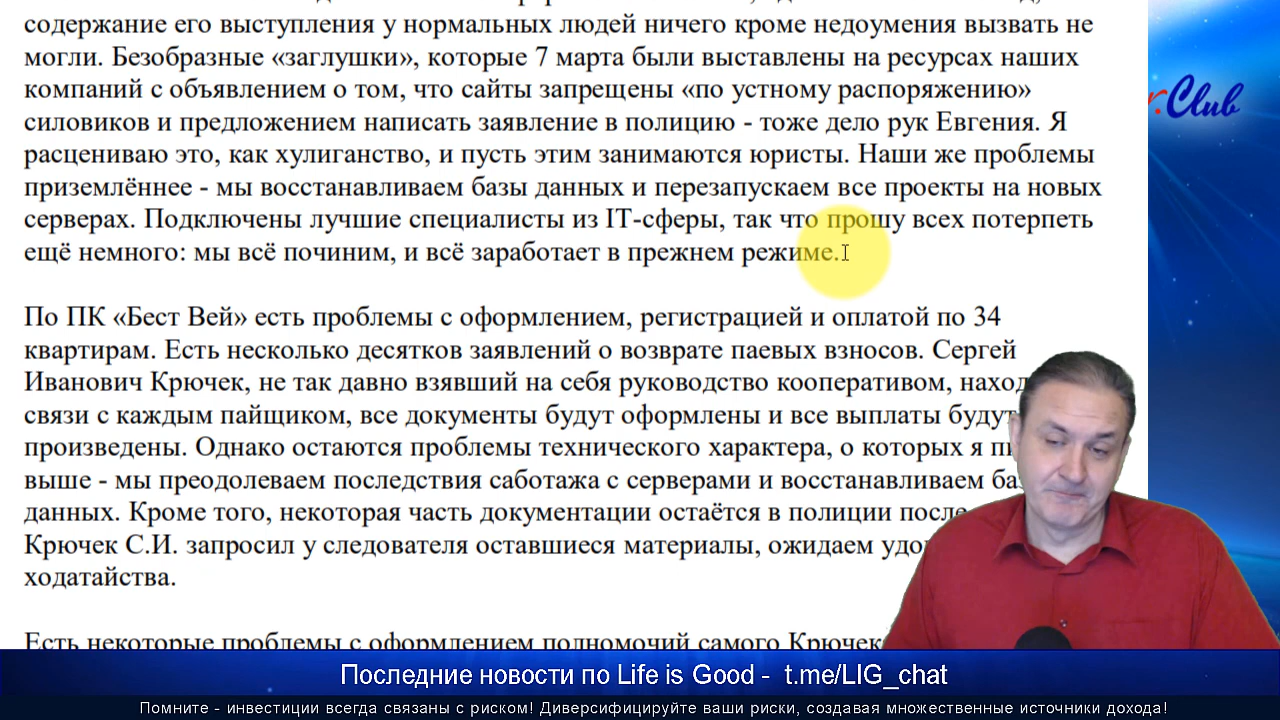 содержание его выступления у нормальных людей ничего кроме недоумения вызвать не
могли. Безобразные «заглушки», которые 7 марта были выставлены на ресурсах наших
компаний с объявлением о том, что сайты запрещены «по устному распоряжению»
силовиков и предложением написать заявление в полицию - тоже дело рук Евгения. Я
расцениваю это, как хулиганство, и пусть этим занимаются юристы. Наши же проблемы
приземлённее - мы восстанавливаем базы данных и перезапускаем все проекты на новых
серверах. Подключены лучшие специалисты из IT-сферы, так что прошу всех потерпеть
ещё немного: мы всё починим, и всё заработает в прежнем режиме.
r.Club
По ПК «Бест Вей» есть проблемы с оформлением, регистрацией и оплатой по 34
квартирам. Есть несколько десятков заявлений о возврате паевых взносов. Сергей
Иванович Крючек, не так давно взявший на себя руководство кооперативом,
связи с каждым пайщиком, все документы будут оформлены и все выплаты будут
произведены. Однако остаются проблемы технического характера, о которых я
выше - мы преодолеваем последствия саботажа с серверами и восстанавливаем
данных. Кроме того, некоторая часть документации остаётся в полиции после
Крючек С.И. запросил у следователя оставшиеся материалы, ожидаем
ходатайства.
Есть некоторые проблемы с оформлением полномочий самого
Последние новости по Life is Good - t.me/LIG_chat
Помните - инвестиции всегда связаны с риском! Диверсифицируйте ваши риски, создавая множественные источники дохода!